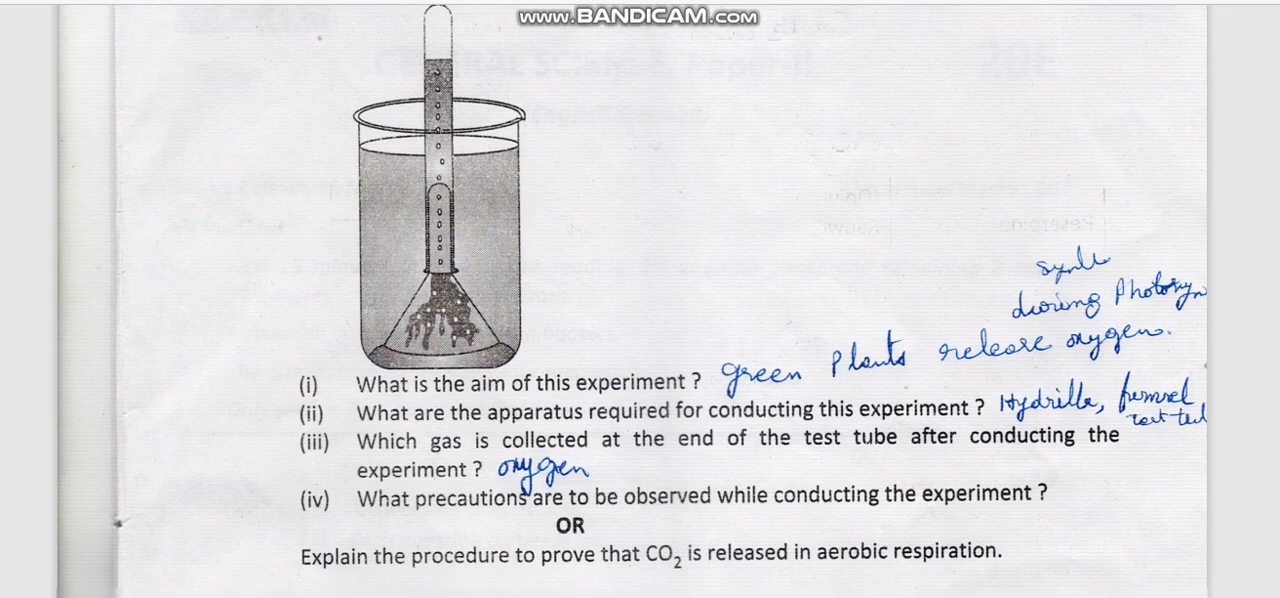 www.BANDICAM.com
synthe
during Photosyn
green Plants release oxygen.
(i) What is the aim of this experiment ?
(ii) What are the apparatus required for conducting this experiment ? Hydrilla, funnel
test tub
(iii) Which gas is collected at the end of the test tube after conducting the
experiment ? oxygen
(iv) What precautions are to be observed while conducting the experiment ?
OR
Explain the procedure to prove that CO₂ is released in aerobic respiration.